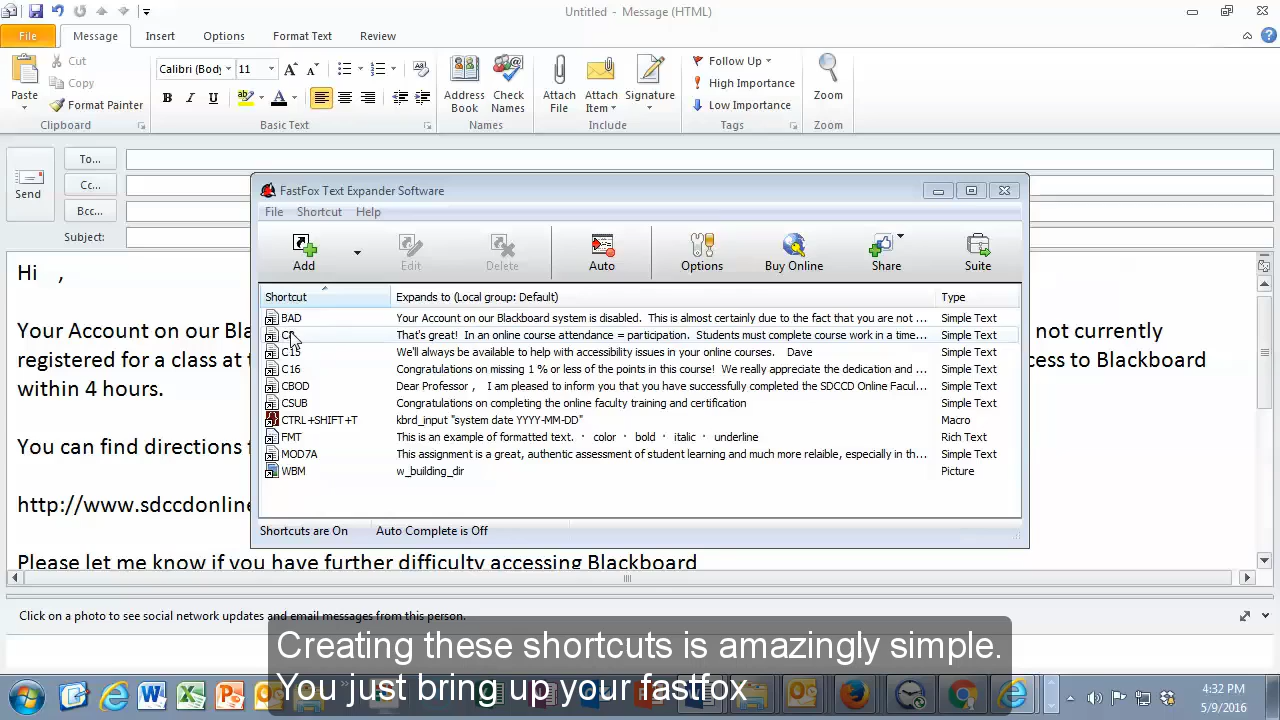 Untitled - Message (HTML)
File Message Insert Options Format Text Review
Cut
Copy
Format Painter
Paste
Clipboard
Calibri (Body) 11
Basic Text
Address Book
Check Names
Names
Attach File
Attach Item
Signature
Include
Follow Up
High Importance
Low Importance
Tags
Zoom
Zoom
Send
To...
Cc...
Bcc...
Subject:
Hi ,
Your Account on our Bla
not currently
registered for a class at t
cess to Blackboard
within 4 hours.
You can find directions f
http://www.sdccdonline
Please let me know if you have further difficulty accessing Blackboard
Click on a photo to see social network updates and email messages from this person.
FastFox Text Expander Software
File Shortcut Help
Add Edit Delete Auto Options Buy Online Share Suite
Shortcut Expands to (Local group: Default) Type
BAD Your Account on our Blackboard system is disabled. This is almost certainly due to the fact that you are not ... Simple Text
That's great! In an online course attendance = participation. Students must complete course work in a time... Simple Text
C15 We'll always be available to help with accessibility issues in your online courses. Dave Simple Text
C16 Congratulations on missing 1 % or less of the points in this course! We really appreciate the dedication and ... Simple Text
CBOD Dear Professor , I am pleased to inform you that you have successfully completed the SDCCD Online Facul... Simple Text
CSUB Congratulations on completing the online faculty training and certification Simple Text
CTRL+SHIFT+T kbrd_input "system date YYYY-MM-DD" Macro
FMT This is an example of formatted text. · color · bold · italic · underline Rich Text
MOD7A This assignment is a great, authentic assessment of student learning and much more relaible, especially in th... Simple Text
WBM w_building_dir Picture
Shortcuts are On Auto Complete is Off
Creating these shortcuts is amazingly simple.
You just bring up your fastfox
4:32 PM
5/9/2016